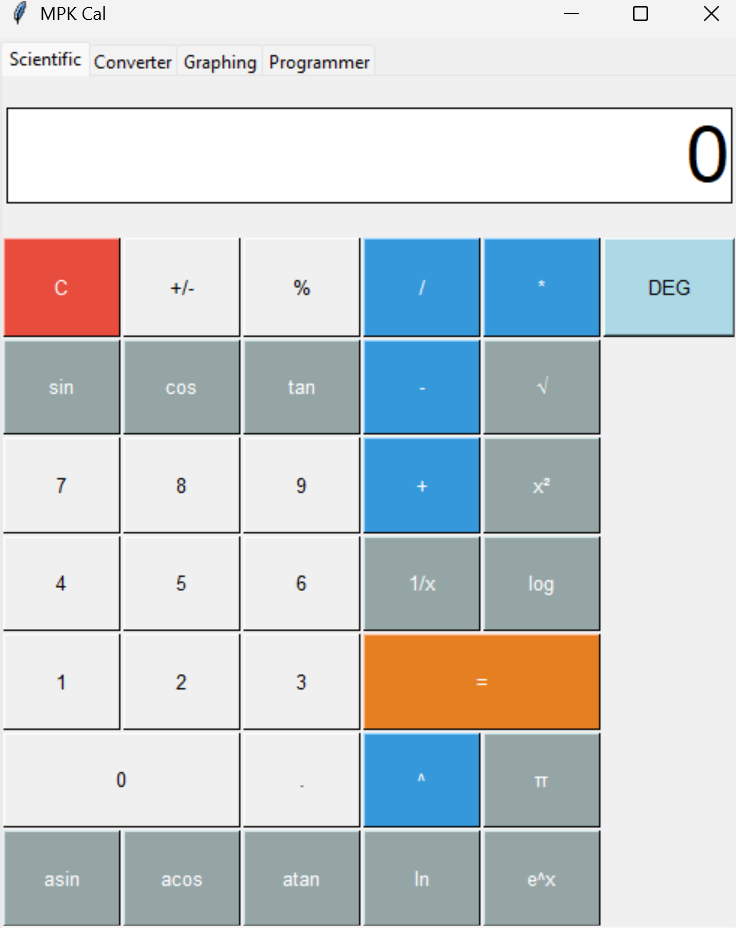 MPK Cal
Scientific Converter Graphing Programmer
0
C +/- % / * DEG
sin cos tan - √
7 8 9 + x²
4 5 6 1/x log
1 2 3 =
0 . ^ π
asin acos atan ln e^x